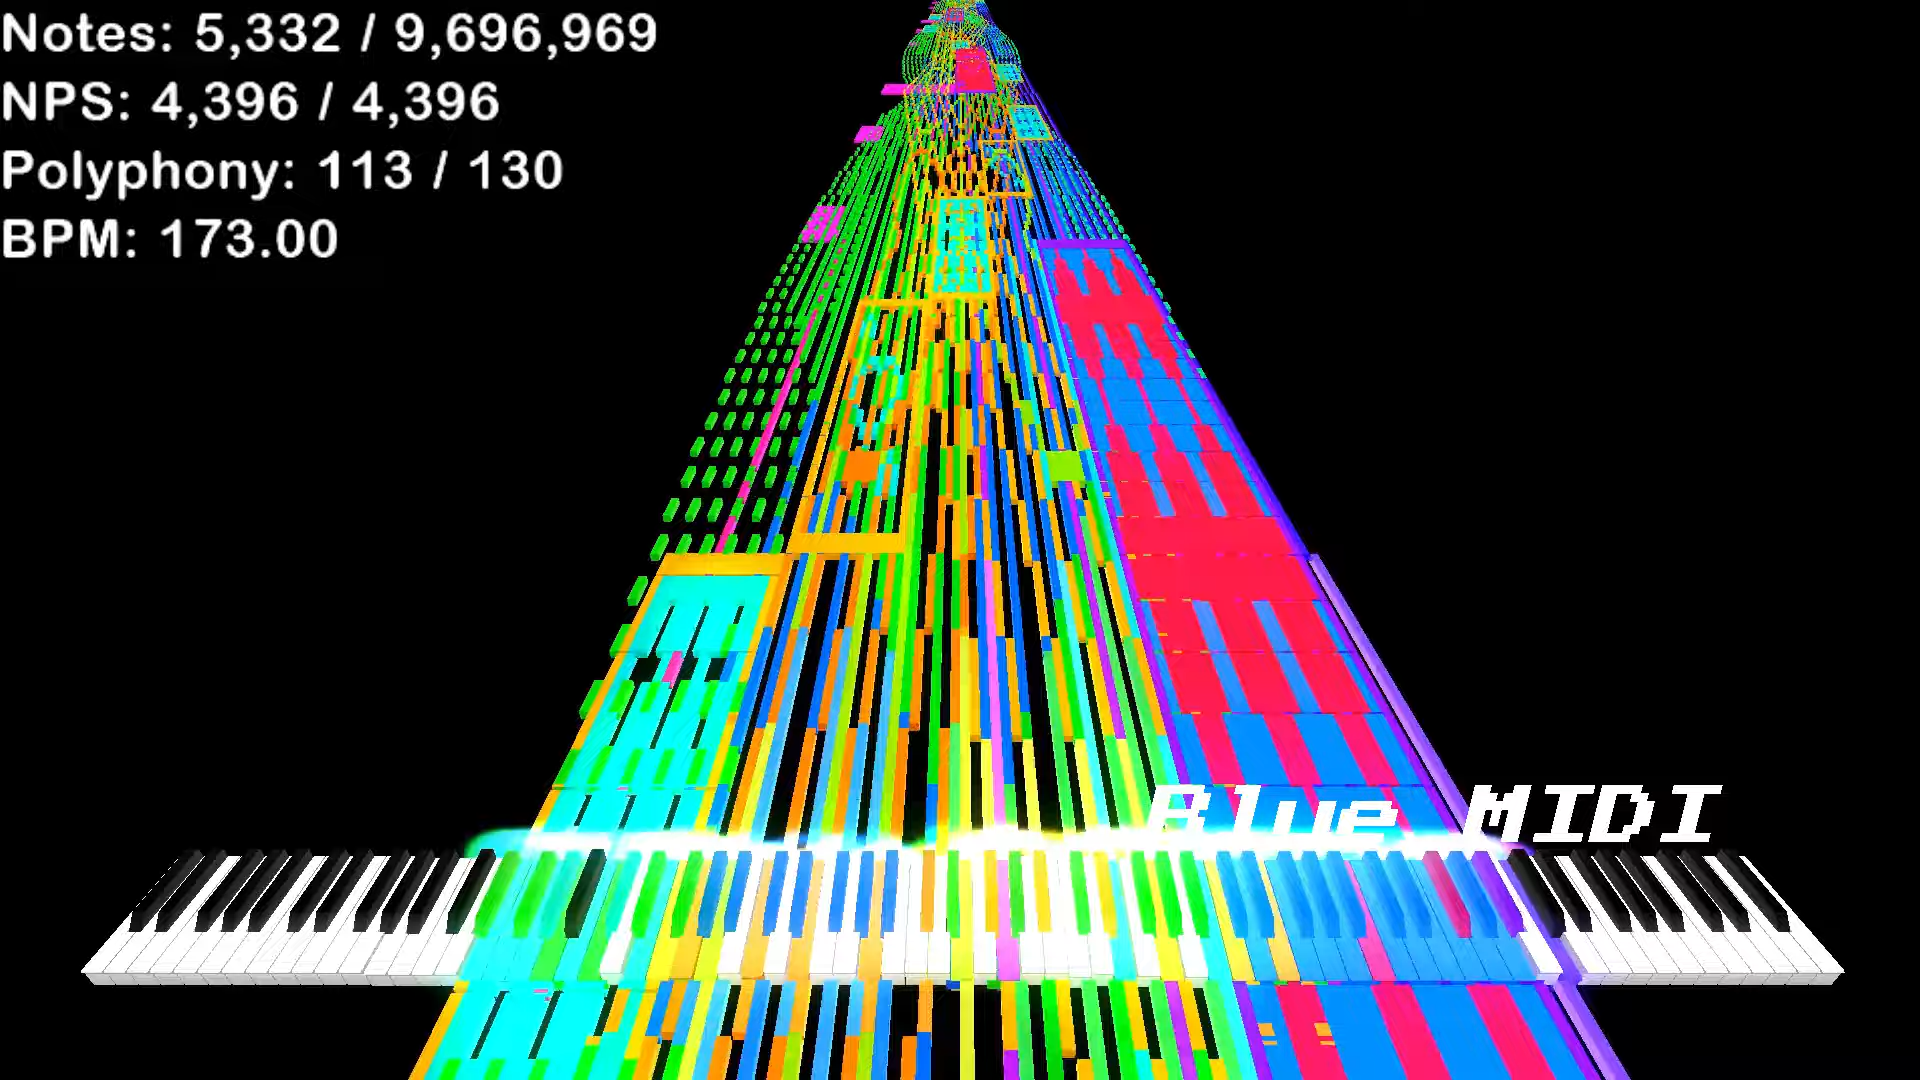 Notes: 5,332 / 9,696,969
NPS: 4,396 / 4,396
Polyphony: 113 / 130
BPM: 173.00
Blue MIDI